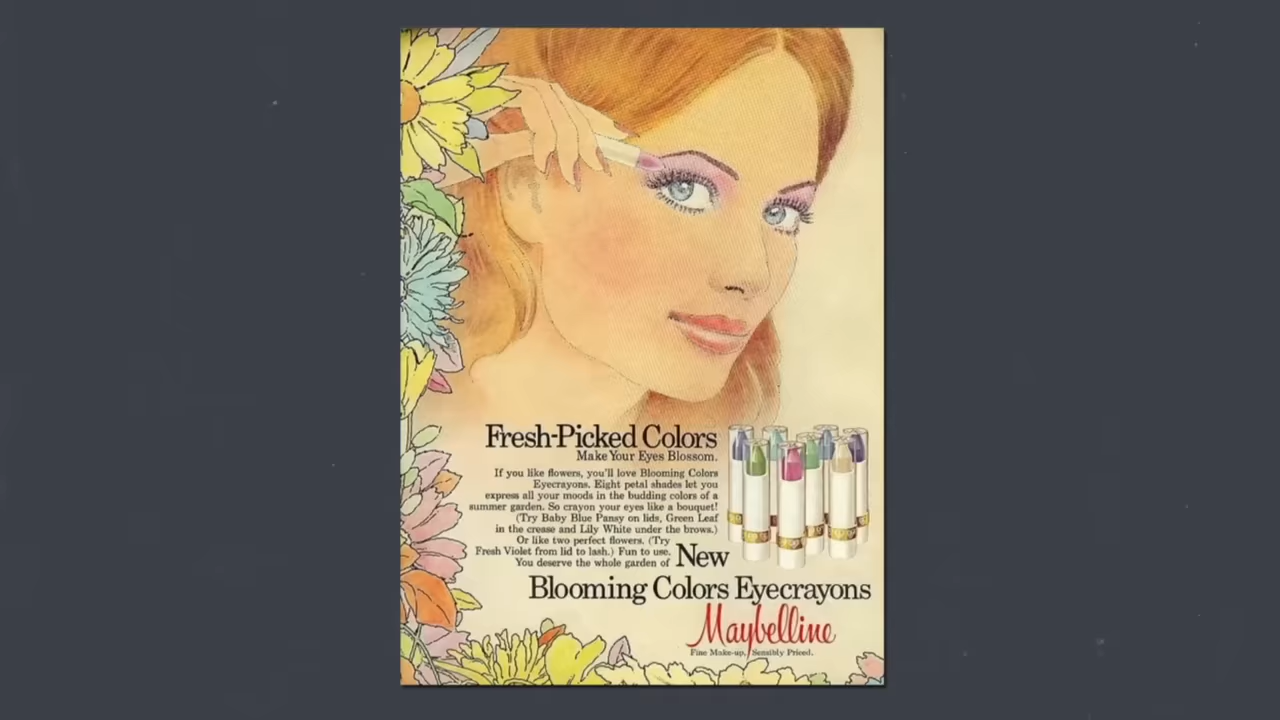 Fresh-Picked Colors
Make Your Eyes Blossom.
If you like flowers, you'll love Blooming Colors
Eyecrayons. Eight petal shades let you
express all your moods in the budding colors of a
summer garden. So crayon your eyes like a bouquet!
(Try Baby Blue Pansy on lids, Green Leaf
in the crease and Lily White under the brows.)
Or like two perfect flowers. (Try
Fresh Violet from lid to lash.) Fun to use.
You deserve the whole garden of New
Blooming Colors Eyecrayons
Maybelline
Fine Make-up, Sensibly Priced.